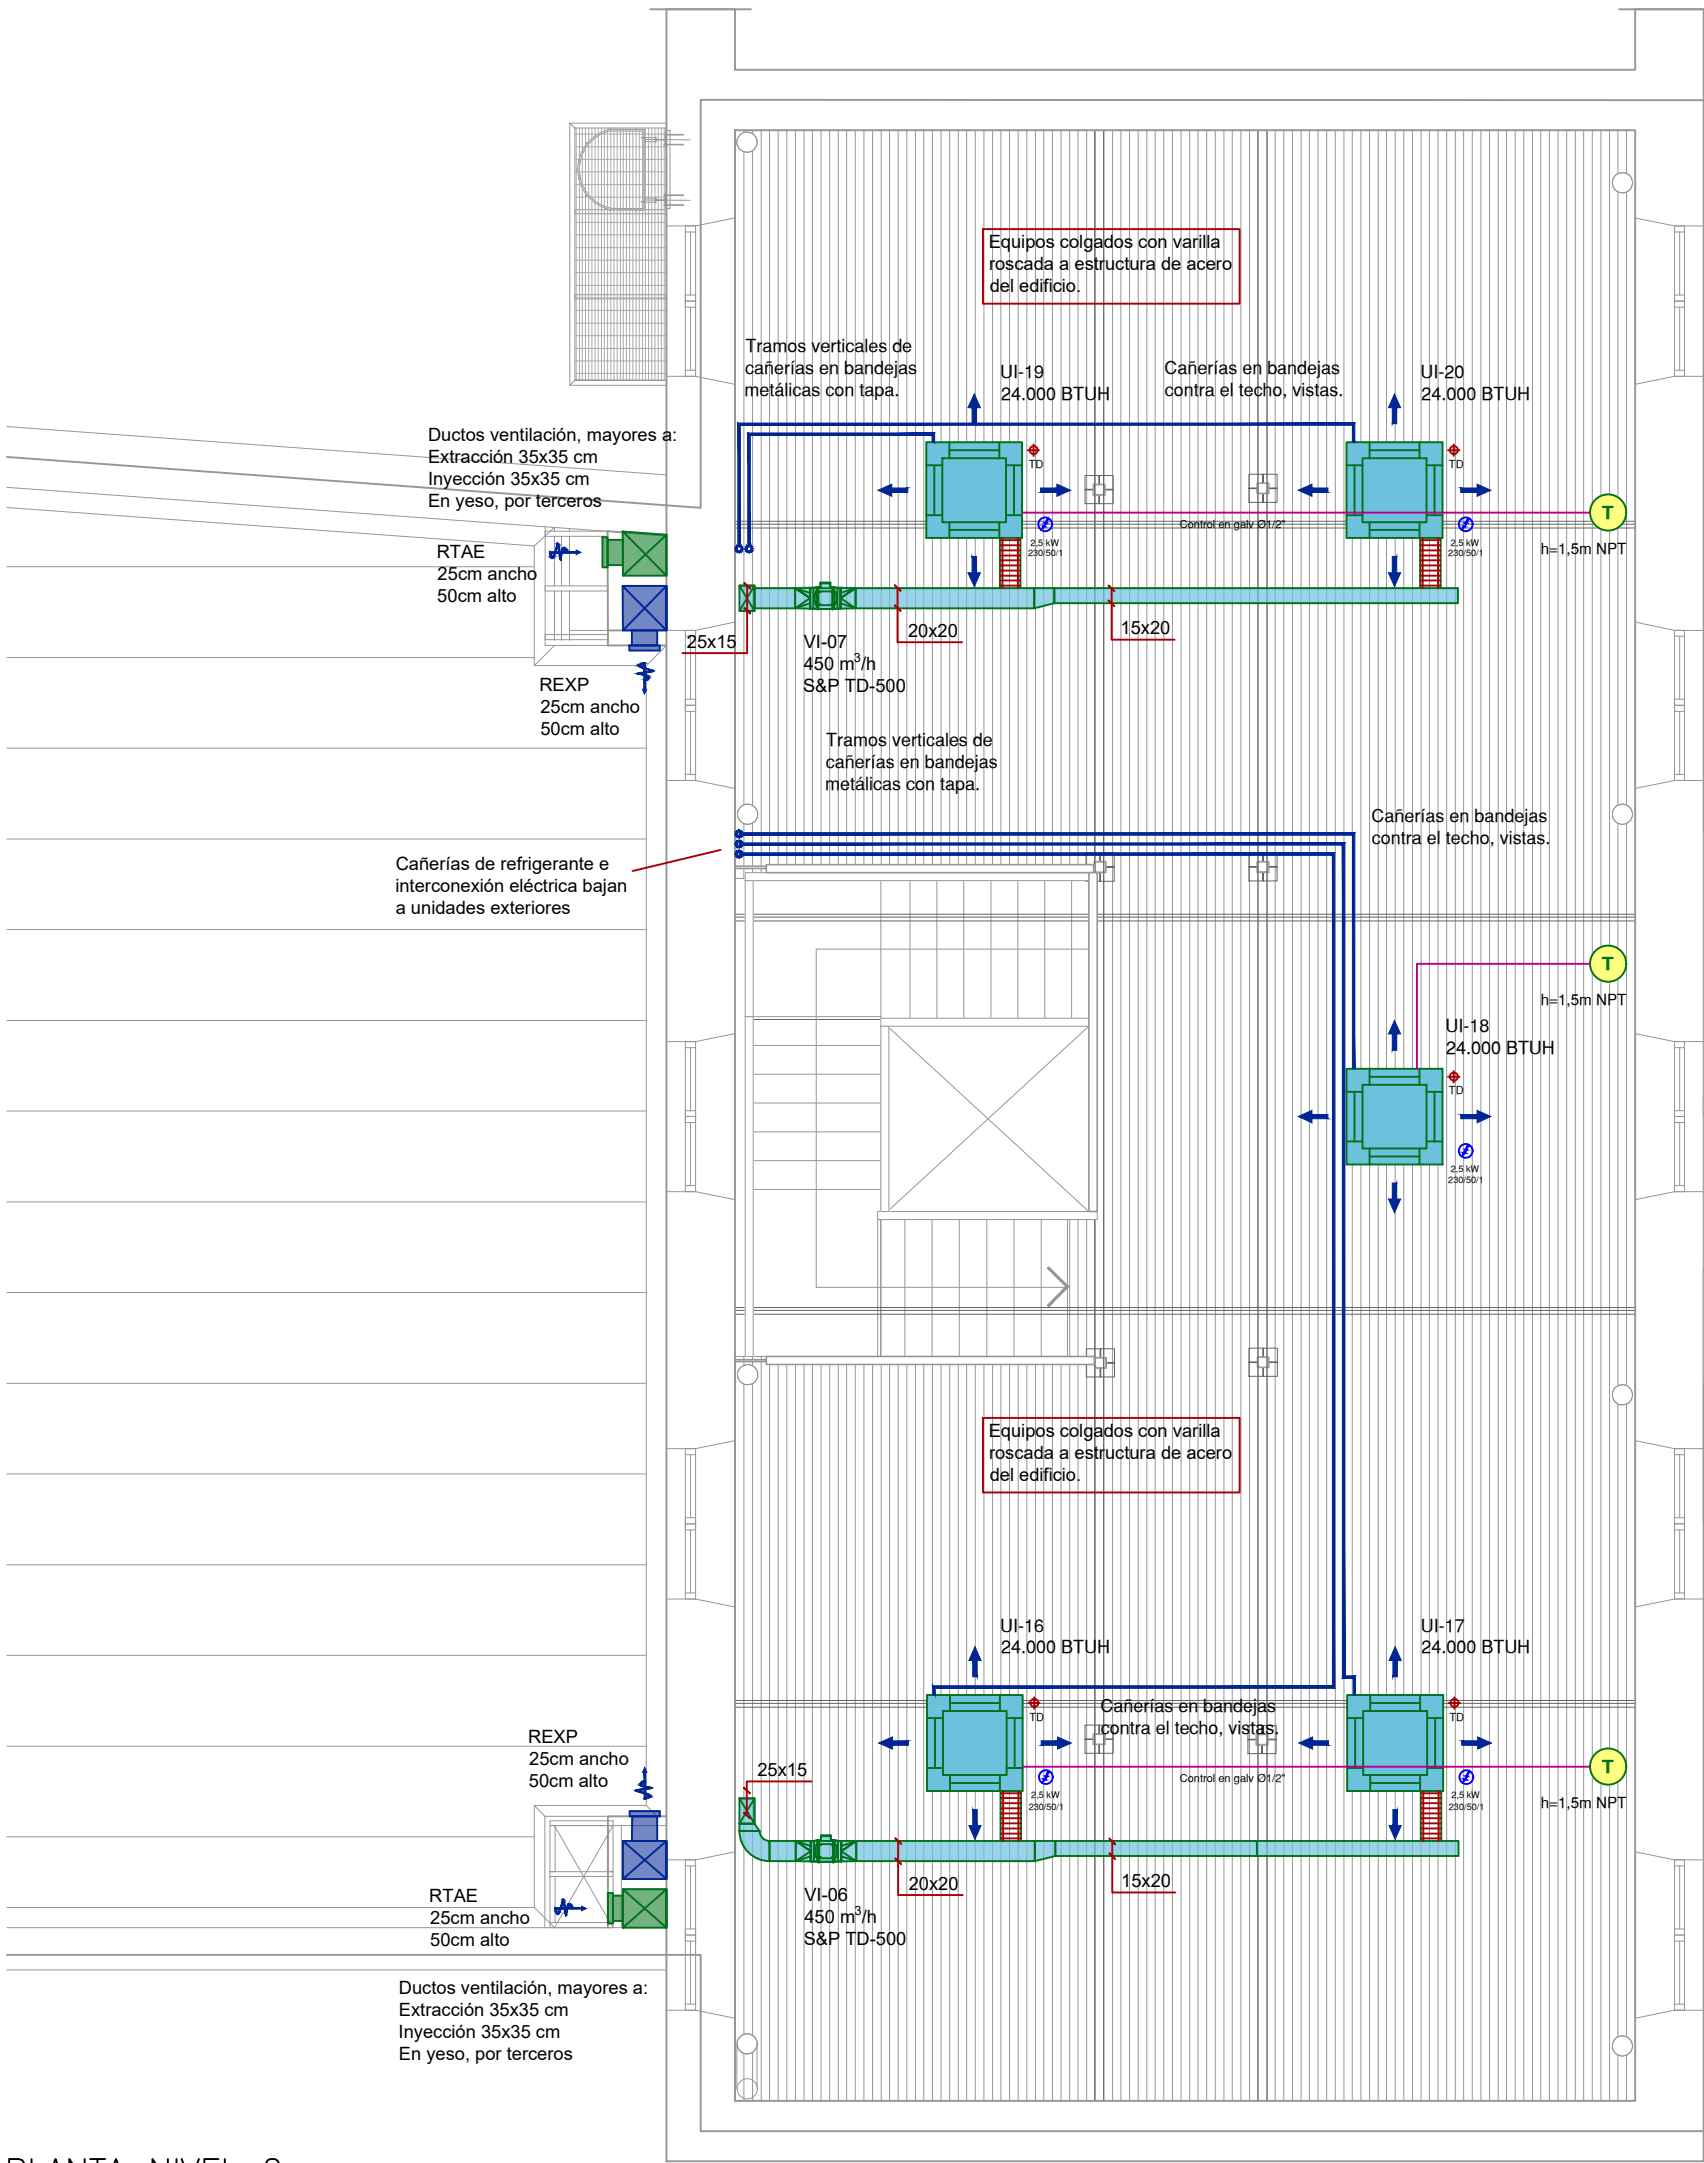 Equipos colgados con varilla
roscada a estructura de acero
del edificio.
Tramos verticales de
cañerías en bandejas
metálicas con tapa.
UI-19
24.000 BTUH
Cañerías en bandejas
contra el techo, vistas.
UI-20
24.000 BTUH
Ductos ventilación, mayores a:
Extracción 35x35 cm
Inyección 35x35 cm
En yeso, por terceros
TD
TD
T
Control en galv Ø1/2"
2,5 kW
230/50/1
2,5 kW
230/50/1
h=1,5m NPT
RTAE
25cm ancho
50cm alto
25x15
20x20
15x20
VI-07
450 m³/h
S&P TD-500
REXP
25cm ancho
50cm alto
Tramos verticales de
cañerías en bandejas
metálicas con tapa.
Cañerías en bandejas
contra el techo, vistas.
Cañerías de refrigerante e
interconexión eléctrica bajan
a unidades exteriores
T
h=1,5m NPT
UI-18
24.000 BTUH
TD
2,5 kW
230/50/1
Equipos colgados con varilla
roscada a estructura de acero
del edificio.
UI-16
24.000 BTUH
UI-17
24.000 BTUH
Cañerías en bandejas
contra el techo, vistas.
TD
TD
REXP
25cm ancho
50cm alto
25x15
T
Control en galv Ø1/2"
2,5 kW
230/50/1
2,5 kW
230/50/1
h=1,5m NPT
20x20
15x20
VI-06
450 m³/h
S&P TD-500
RTAE
25cm ancho
50cm alto
Ductos ventilación, mayores a:
Extracción 35x35 cm
Inyección 35x35 cm
En yeso, por terceros
PLANTA NIVEL